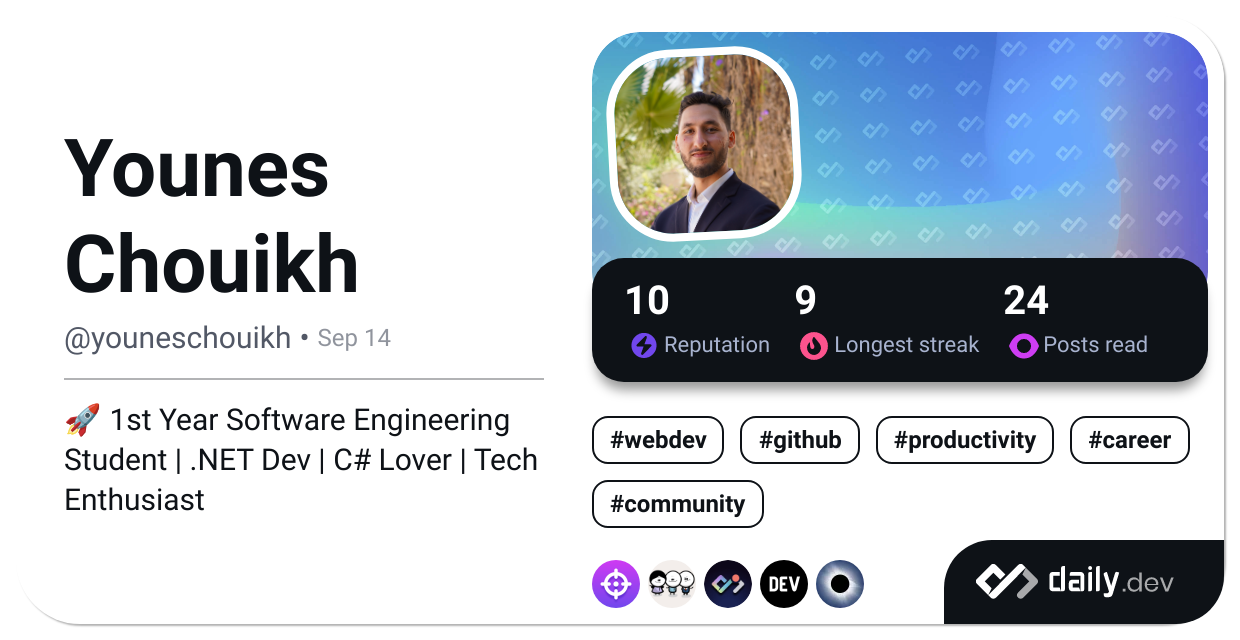 Younes
Chouikh
@youneschouikh • Sep 14
🚀 1st Year Software Engineering
Student | .NET Dev | C# Lover | Tech
Enthusiast
10 9 24
Reputation Longest streak Posts read
#webdev #github #productivity #career
#community
DEV
daily.dev